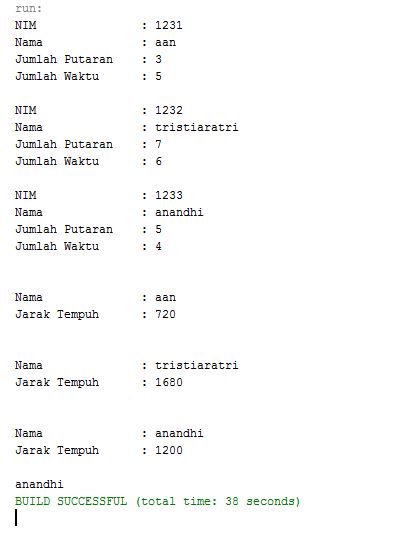 run:
NIM : 1231
Nama : aan
Jumlah Putaran : 3
Jumlah Waktu : 5
NIM : 1232
Nama : tristiaratri
Jumlah Putaran : 7
Jumlah Waktu : 6
NIM : 1233
Nama : anandhi
Jumlah Putaran : 5
Jumlah Waktu : 4
Nama : aan
Jarak Tempuh : 720
Nama : tristiaratri
Jarak Tempuh : 1680
Nama : anandhi
Jarak Tempuh : 1200
anandhi
BUILD SUCCESSFUL (total time: 38 seconds)